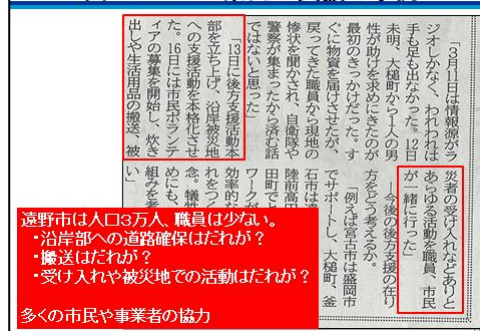 「3月11日は情報源がラ
ジオしかなく、われわれは
手も足も出なかった。12日
未明、大槌町から1人の男
性が助けを求めにきたのが
最初のきっかけだった。す
ぐに物資を届けさせたが、
戻ってきた職員から現地の
惨状を聞かされ、自衛隊や
警察が集まったから済む話
ではないと思った」
「13日に後方支援活動本
部を立ち上げ、沿岸被災地
への支援活動を本格化させ
た。16日には市民ボランテ
ィアの募集を開始し、炊き
出しや生活用品の搬送、被
災者の受け入れなどありと
あらゆる活動を職員、市民
が一緒に行った」
―今後の後方支援の在り
方をどう考えるか。
「例えば宮古市は盛岡市
でサポートし、大槌町、釜
石市は
陸前高田
田町でと
ワークが
効率的な
れをつく
念。犠牲
めにも、
組みを考
い」
遠野市は人口3万人、職員は少ない。
・沿岸部への道路確保はだれが?
・搬送はだれが?
・受け入れや被災地での活動はだれが?
多くの市民や事業者の協力